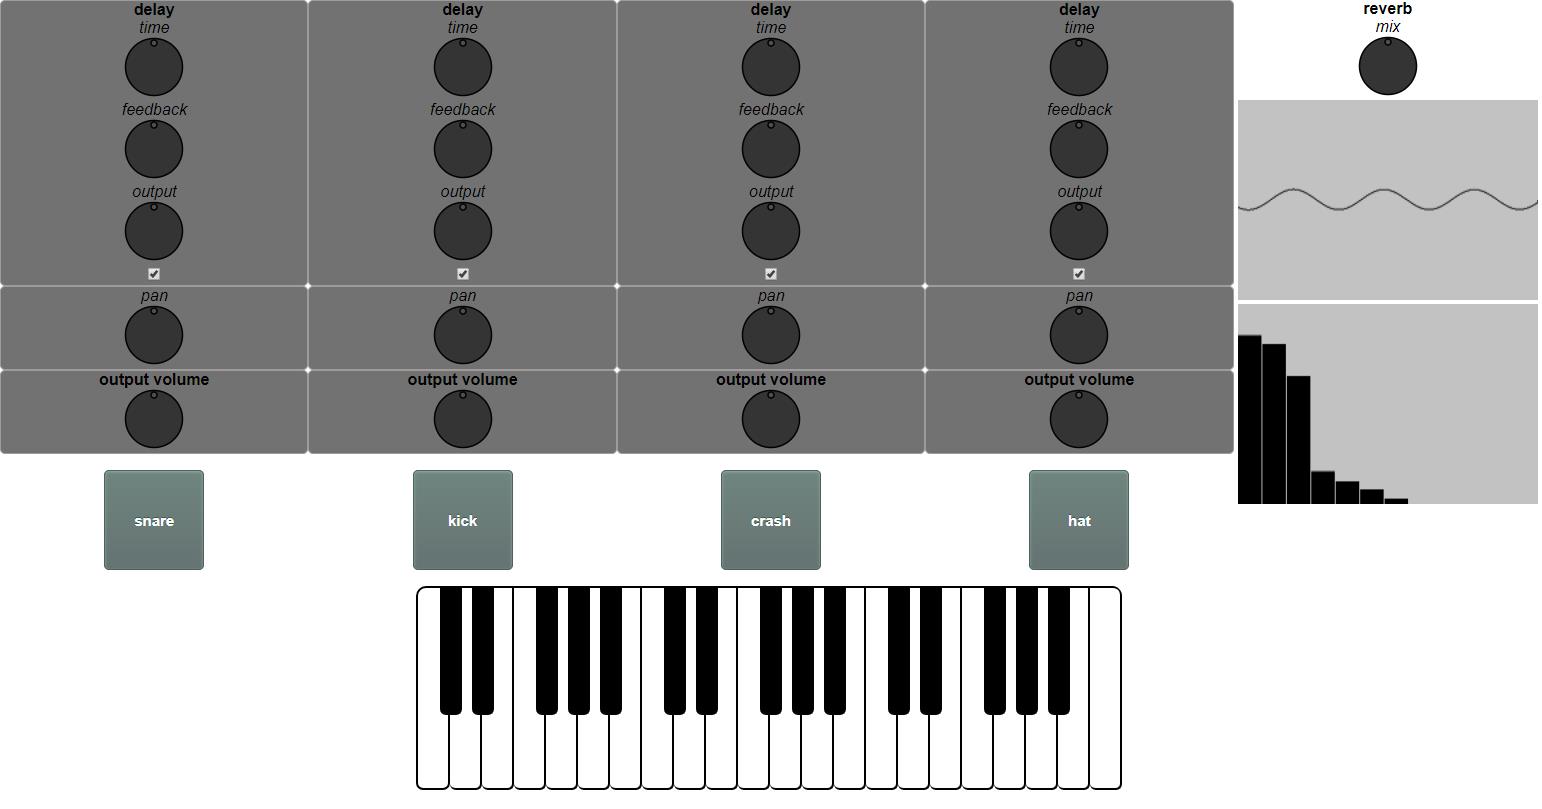 delay delay delay delay reverb
time time time time mix
feedback feedback feedback feedback
output output output output
pan pan pan pan
output volume output volume output volume output volume
snare kick crash hat